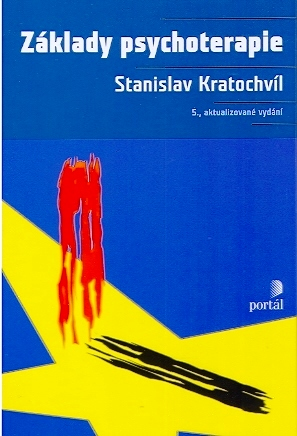 Základy psychoterapie
Stanislav Kratochvíl
5., aktualizované vydání
portál